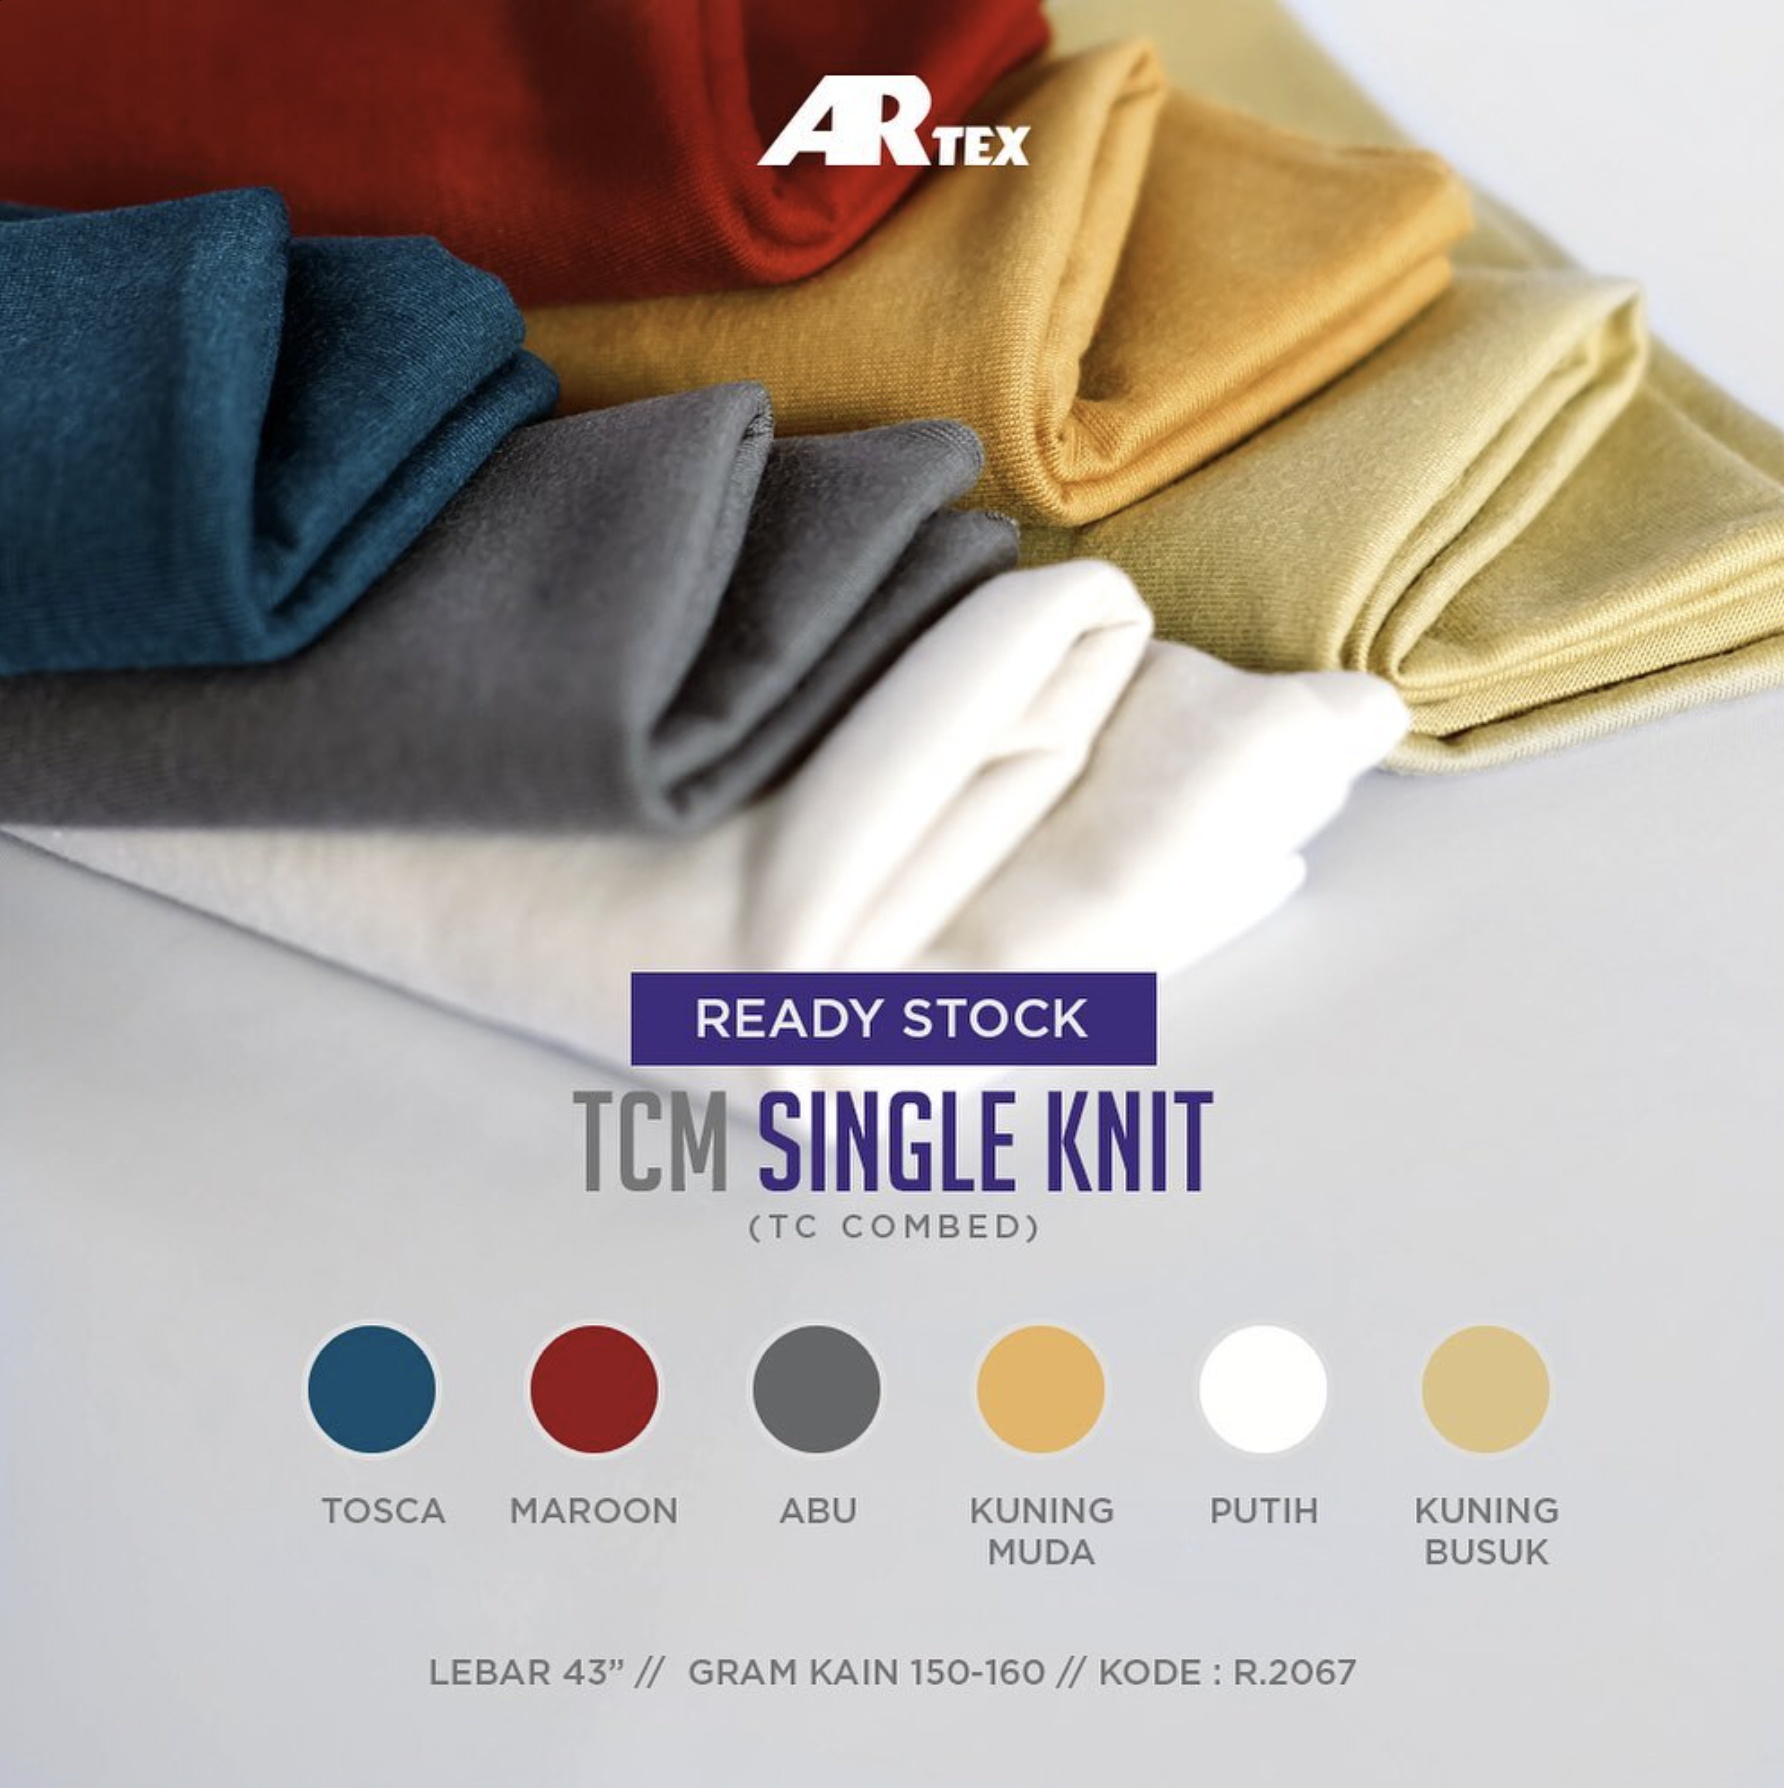 ARTEX
READY STOCK
TCM SINGLE KNIT
(TC COMBED)
TOSCA
MAROON
ABU
KUNING
MUDA
PUTIH
KUNING
BUSUK
LEBAR 43” // GRAM KAIN 150-160 // KODE : R.2067